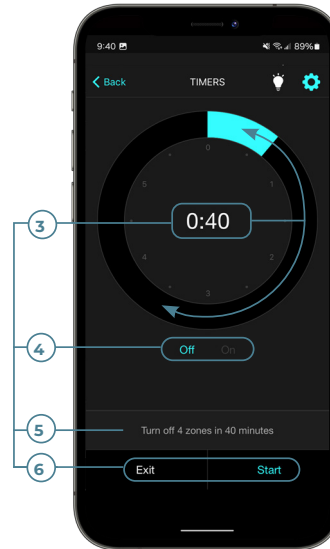 9:40 89%
Back TIMERS
0
5 1
3 0:40
4 2
3
4 Off On
5 Turn off 4 zones in 40 minutes
6 Exit Start